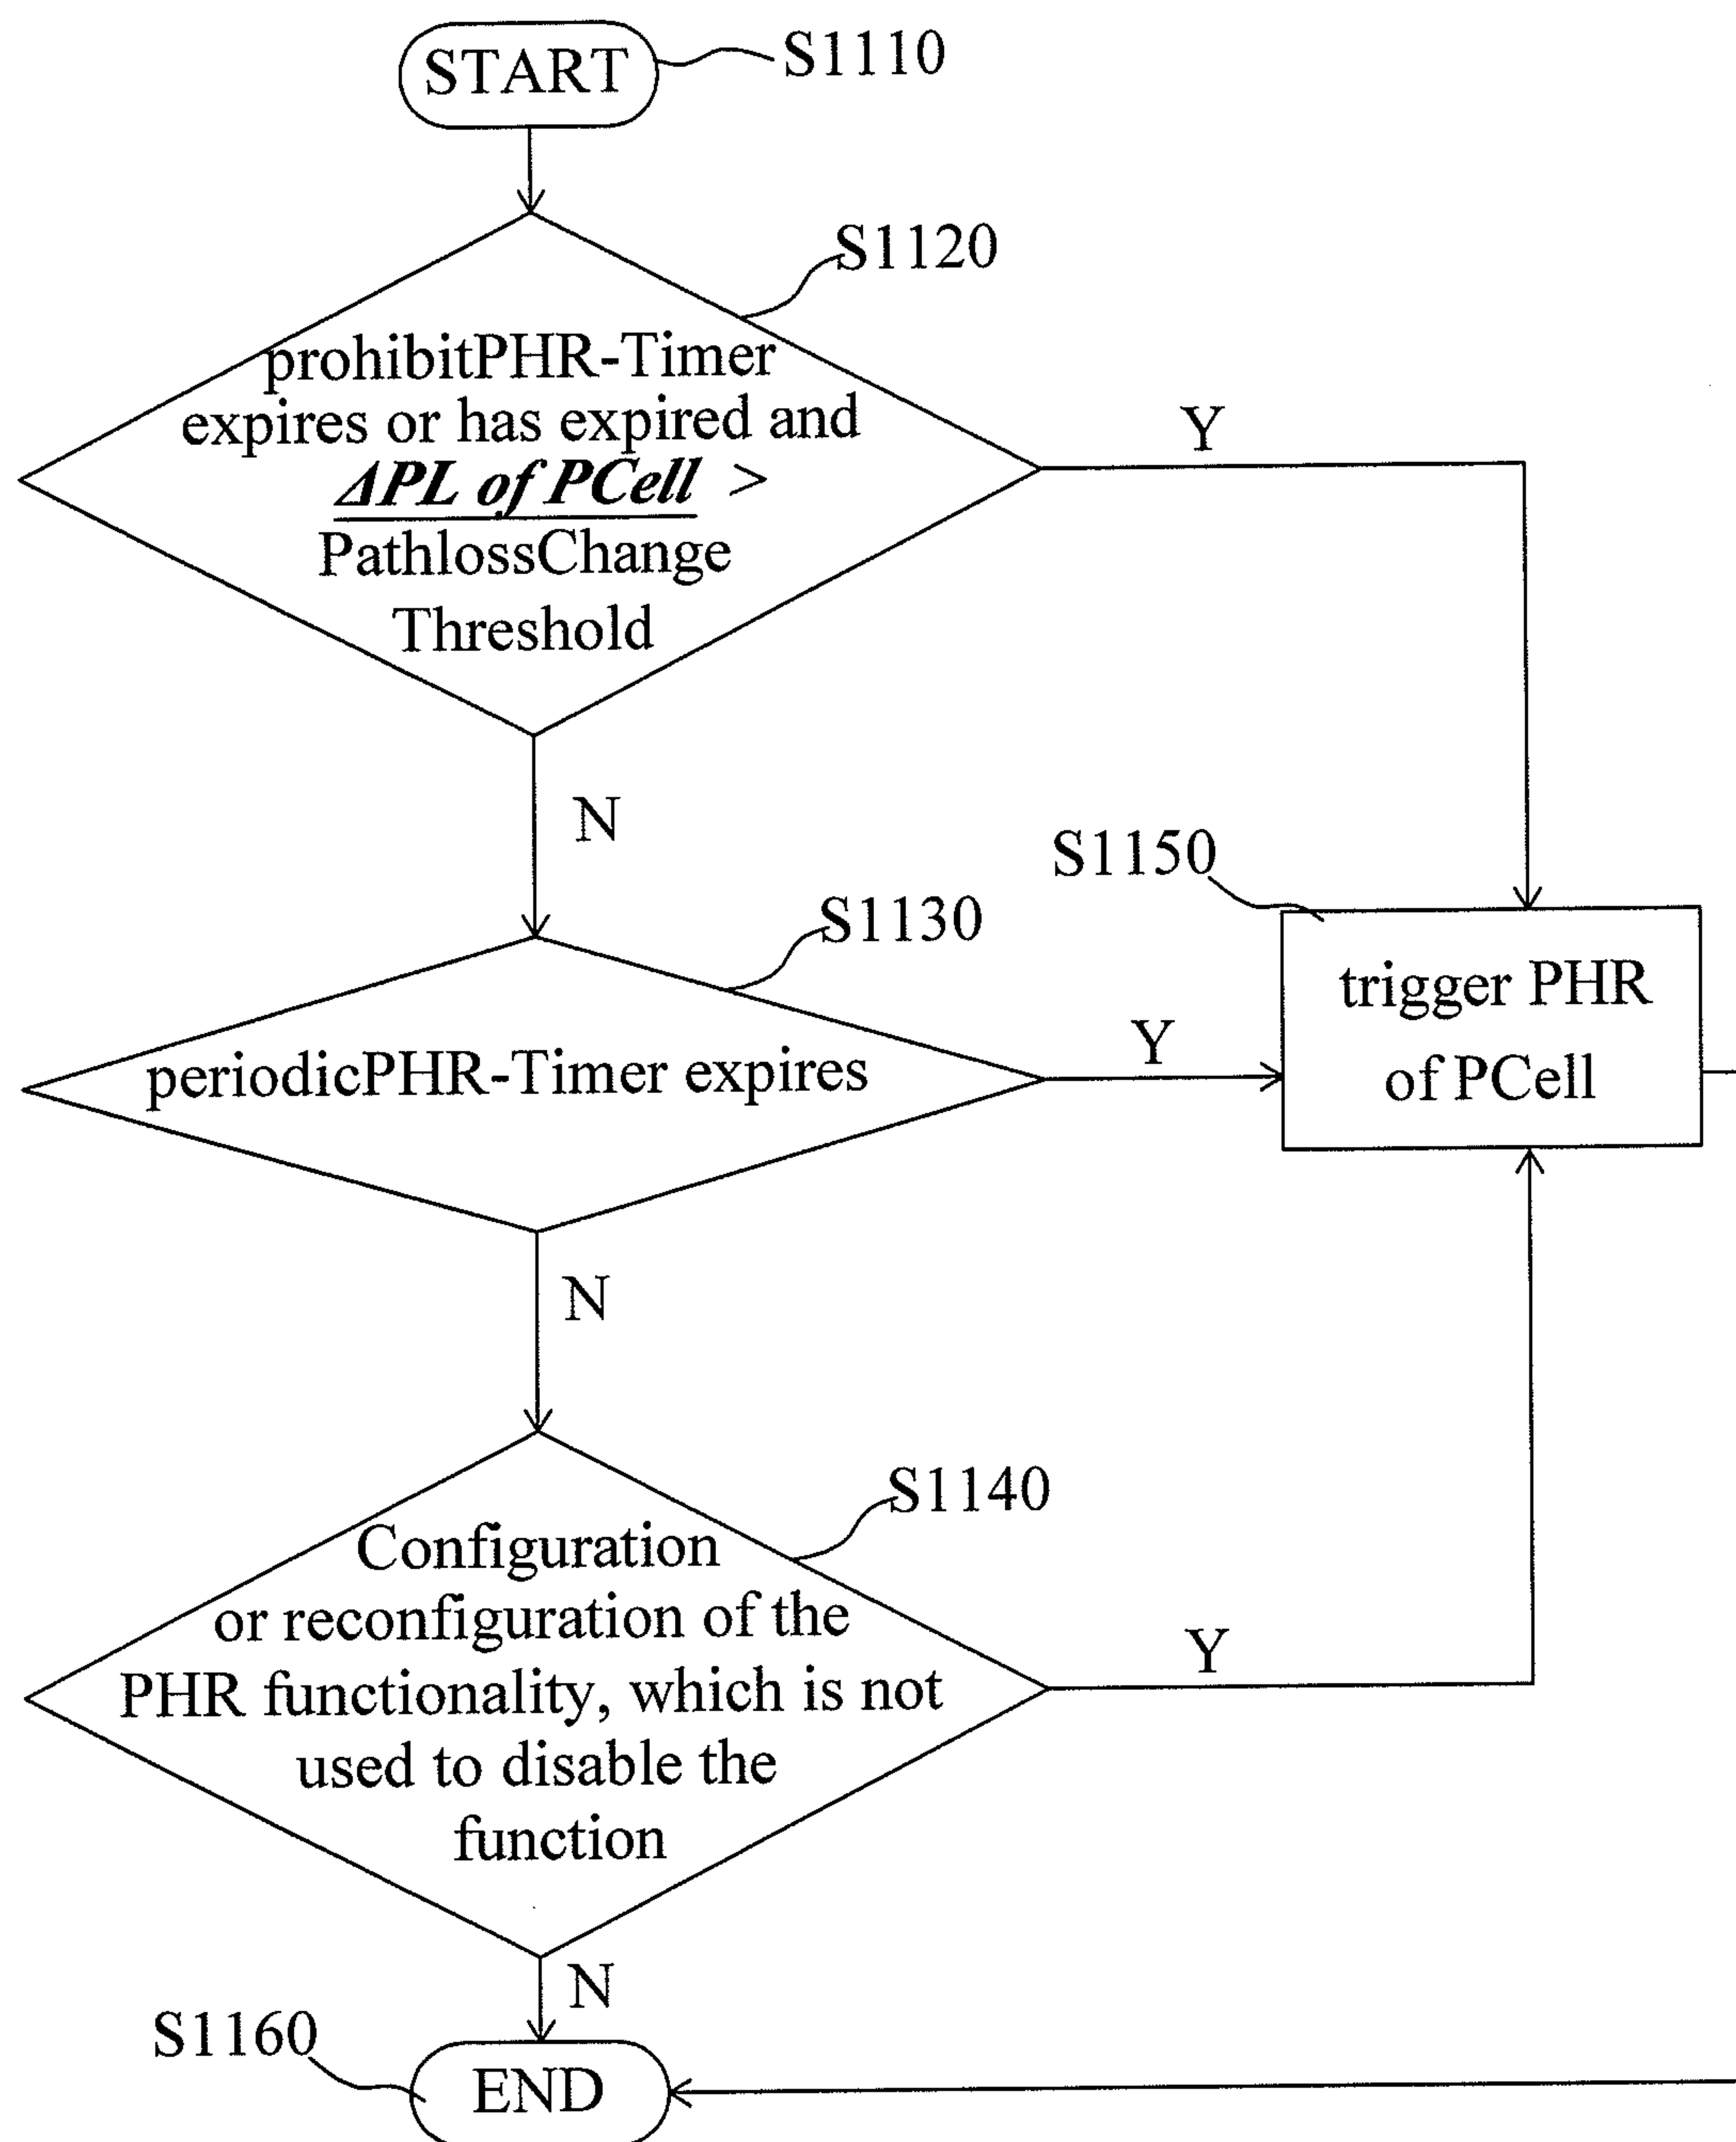 START
S1110
S1120
prohibitPHR-Timer
expires or has expired and
ΔPL of PCell >
PathlossChange
Threshold
Y
N
S1130
periodicPHR-Timer expires
Y
S1150
trigger PHR
of PCell
N
S1140
Configuration
or reconfiguration of the
PHR functionality, which is not
used to disable the
function
Y
N
S1160
END